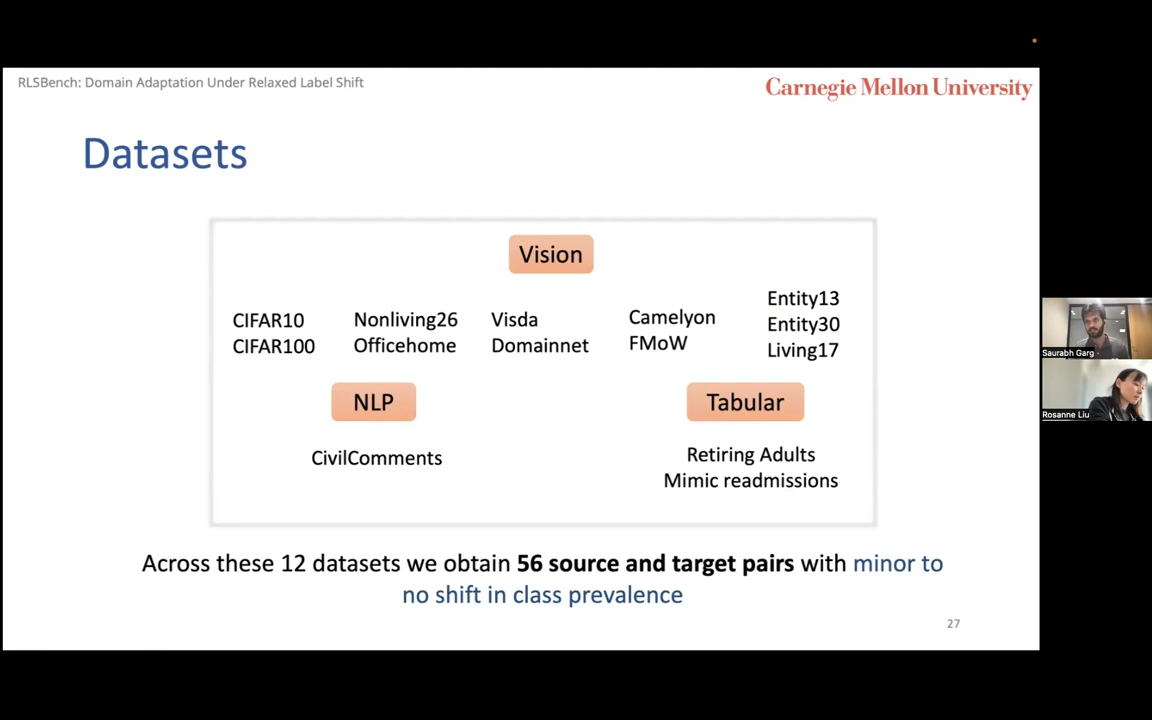 RLSBench: Domain Adaptation Under Relaxed Label Shift
Carnegie Mellon University
Datasets
Vision
CIFAR10
CIFAR100
Nonliving26
Officehome
Visda
Domainnet
Camelyon
FMoW
Entity13
Entity30
Living17
NLP
CivilComments
Tabular
Retiring Adults
Mimic readmissions
Across these 12 datasets we obtain 56 source and target pairs with minor to
no shift in class prevalence
27
Saurabh Garg
Rosanne Liu